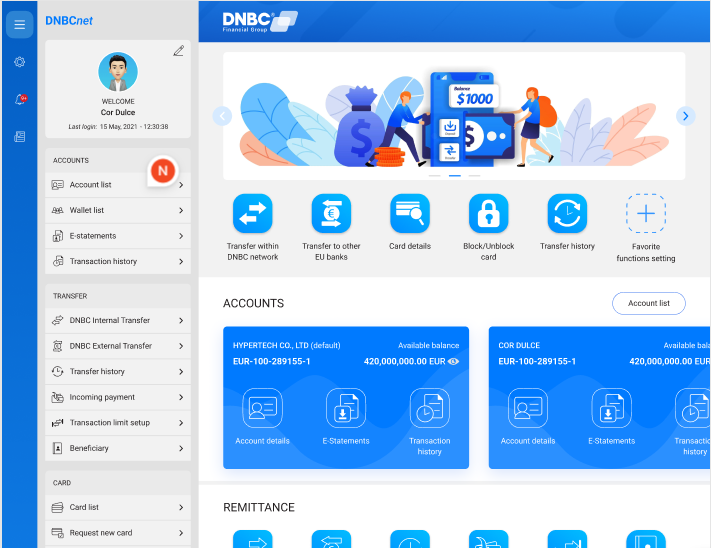 DNBCnet
WELCOME
Cor Dulce
Last login: 15 May, 2021 - 12:30:38
ACCOUNTS
N
Account list
Wallet list
E-statements
Transaction history
TRANSFER
DNBC Internal Transfer
DNBC External Transfer
Transfer history
Incoming payment
Transaction limit setup
Beneficiary
CARD
Card list
Request new card
DNBC
Financial Group
Balance
$1000
$
Transfer within
DNBC network
Transfer to other
EU banks
Card details
Block/Unblock
card
Transfer history
Favorite
functions setting
ACCOUNTS
Account list
HYPERTECH CO., LTD (default)
Available balance
EUR-100-289155-1
420,000,000.00 EUR
Account details
E-Statements
Transaction
history
COR DULCE
Available bala
EUR-100-289155-1
420,000,000.00 EUR
Account details
E-Statements
Transactio
history
REMITTANCE